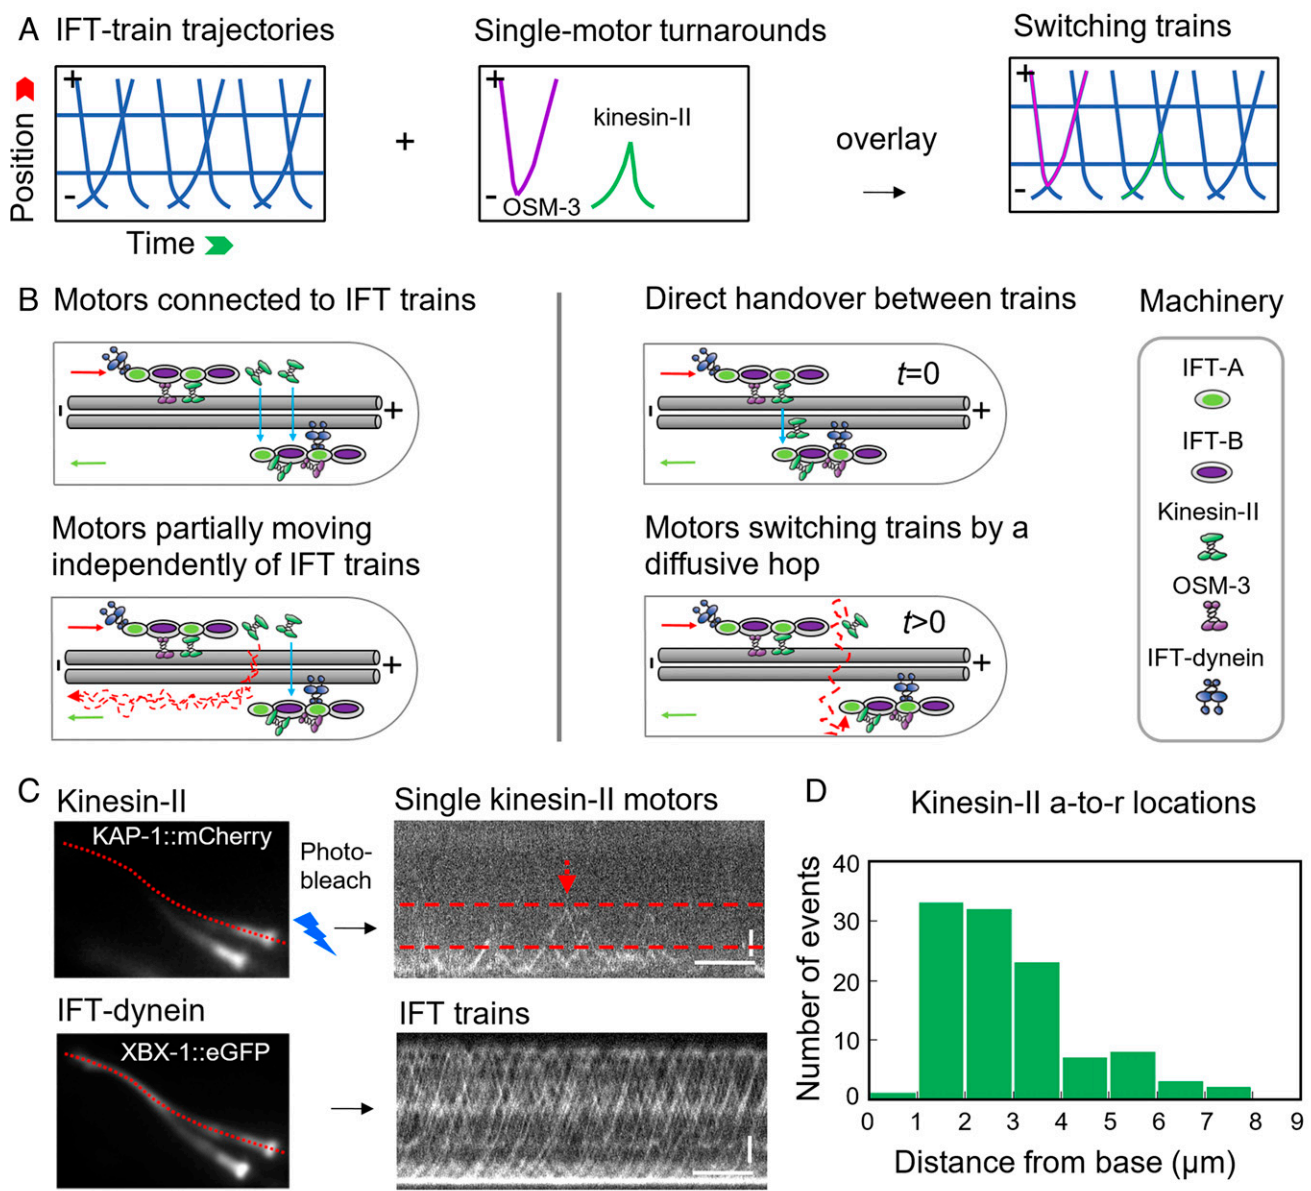 A IFT-train trajectories
Single-motor turnarounds
Switching trains
Position
+
-
Time
+
+
-
kinesin-II
OSM-3
overlay
+
-
B Motors connected to IFT trains
- +
Direct handover between trains
t=0
- +
Machinery
IFT-A
IFT-B
Kinesin-II
OSM-3
IFT-dynein
Motors partially moving
independently of IFT trains
- +
Motors switching trains by a
diffusive hop
t>0
- +
C Kinesin-II
KAP-1::mCherry
Photo-
bleach
Single kinesin-II motors
IFT-dynein
XBX-1::eGFP
IFT trains
D Kinesin-II a-to-r locations
Number of events
40
30
20
10
0
0 1 2 3 4 5 6 7 8 9
Distance from base (μm)